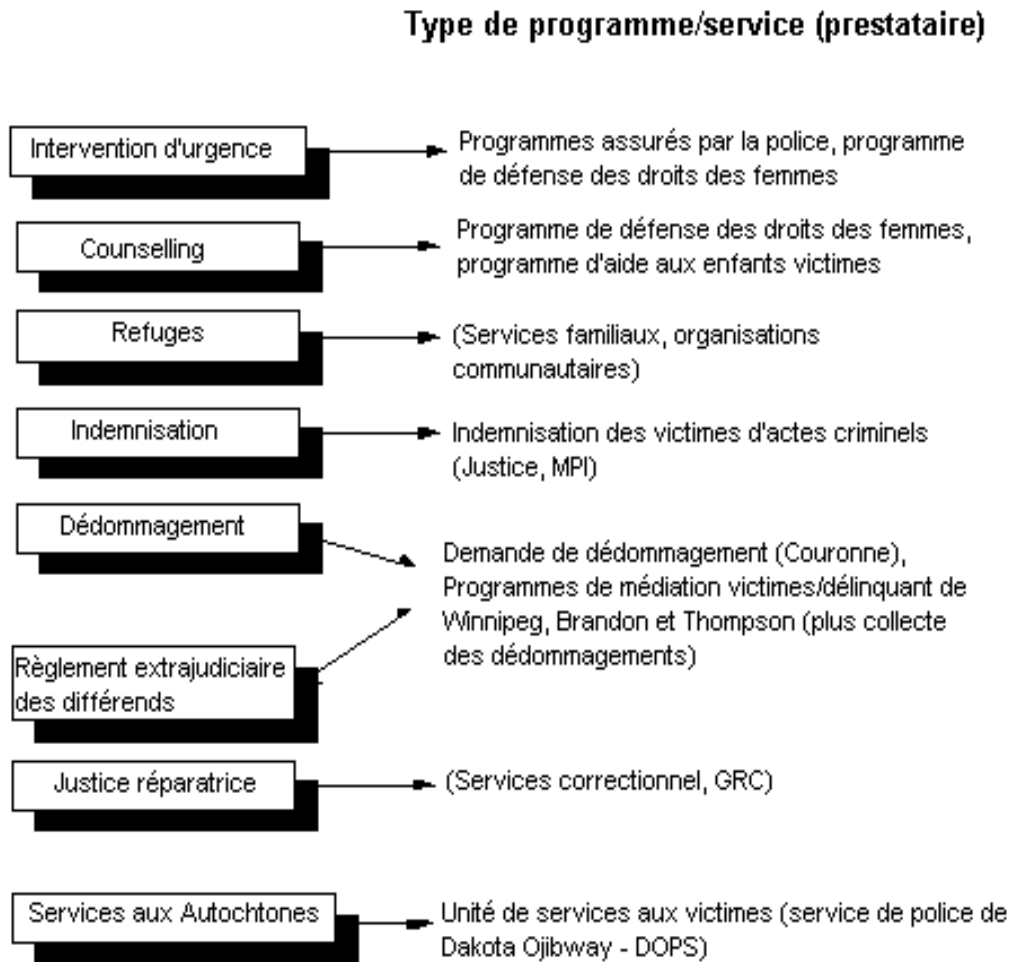 Type de programme/service (prestataire)
Intervention d'urgence
Programmes assurés par la police, programme
de défense des droits des femmes
Counselling
Programme de défense des droits des femmes,
programme d'aide aux enfants victimes
Refuges
(Services familiaux, organisations
communautaires)
Indemnisation
Indemnisation des victimes d'actes criminels
(Justice, MPI)
Dédommagement
Demande de dédommagement (Couronne),
Programmes de médiation victimes/délinquant de
Winnipeg, Brandon et Thompson (plus collecte
des dédommagements)
Règlement extrajudiciaire
des différends
Justice réparatrice
(Services correctionnel, GRC)
Services aux Autochtones
Unité de services aux victimes (service de police de
Dakota Ojibway - DOPS)